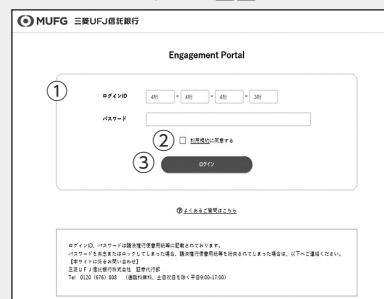 MUFG 三菱UFJ信託銀行
Engagement Portal
①
ログインID 4桁 - 4桁 - 4桁 - 3桁
パスワード
② 利用規約に同意する
③ ログイン
? よくあるご質問はこちら
ログインID、パスワードは議決権行使書用紙等に記載されております。
パスワードを失念またはロックしてしまった場合、議決権行使書用紙等を紛失されてしまった場合は、以下へご連絡ください。
【本サイトに係るお問い合わせ】
三菱UFJ信託銀行株式会社 証券代行部
Tel 0120 (676) 808 (通話料無料、土日祝日を除く平日9:00-17:00)